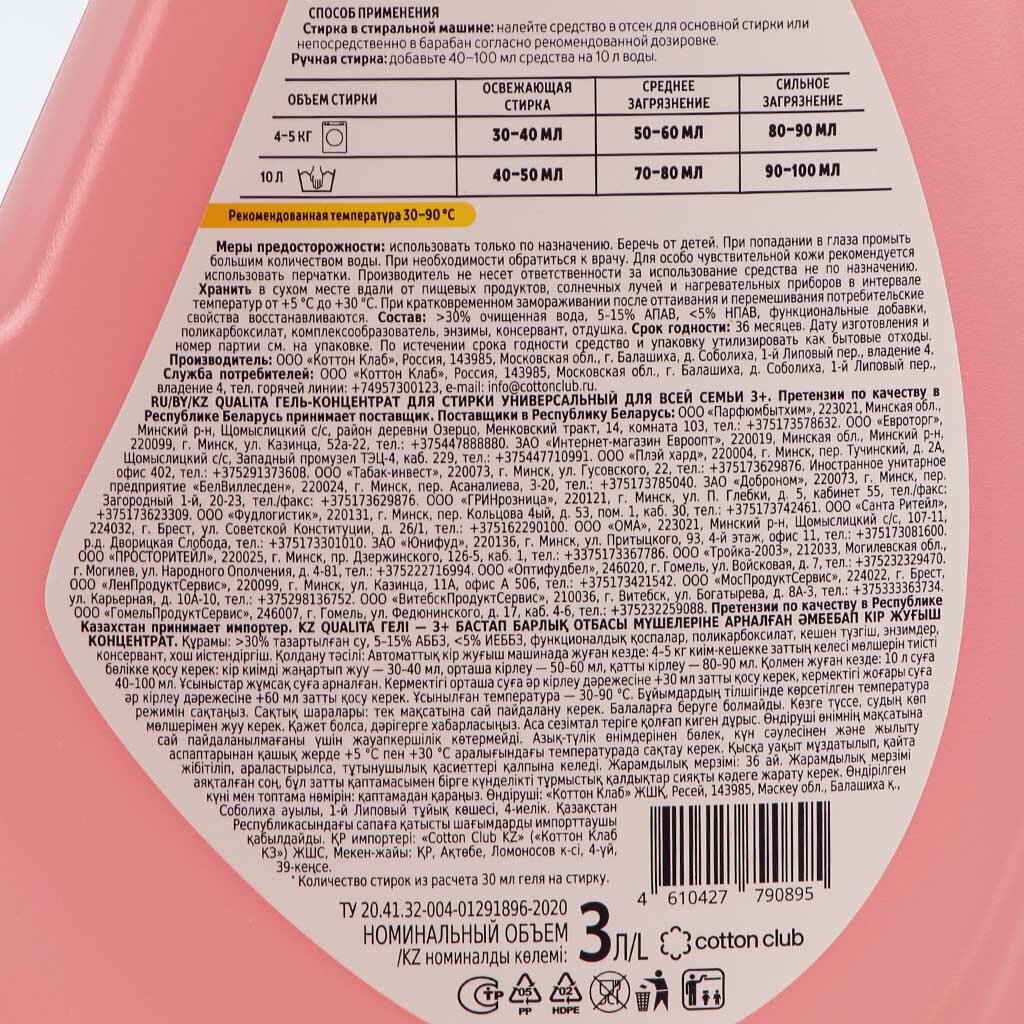 СПОСОБ ПРИМЕНЕНИЯ
Стирка в стиральной машине: налейте средство в отсек для основной стирки или
непосредственно в барабан согласно рекомендованной дозировке.
Ручная стирка: добавьте 40–100 мл средства на 10 л воды.
ОБЪЕМ СТИРКИ ОСВЕЖАЮЩАЯ СТИРКА СРЕДНЕЕ ЗАГРЯЗНЕНИЕ СИЛЬНОЕ ЗАГРЯЗНЕНИЕ
4–5 КГ 30–40 МЛ 50–60 МЛ 80–90 МЛ
10 Л 40–50 МЛ 70–80 МЛ 90–100 МЛ
Рекомендованная температура 30–90 °C
Меры предосторожности: использовать только по назначению. Беречь от детей. При попадании в глаза промыть
большим количеством воды. При необходимости обратиться к врачу. Для особо чувствительной кожи рекомендуется
использовать перчатки. Производитель не несет ответственности за использование средства не по назначению.
Хранить в сухом месте вдали от пищевых продуктов, солнечных лучей и нагревательных приборов в интервале
температур от +5 °C до +30 °C. При кратковременном замораживании после оттаивания и перемешивания потребительские
свойства восстанавливаются. Состав: >30% очищенная вода, 5-15% АПАВ, <5% НПАВ, функциональные добавки,
поликарбоксилат, комплексообразователь, энзимы, консервант, отдушка. Срок годности: 36 месяцев. Дату изготовления и
номер партии см. на упаковке. По истечении срока годности средство и упаковку утилизировать как бытовые отходы.
Производитель: ООО «Коттон Клаб», Россия, 143985, Московская обл., г. Балашиха, д. Соболиха, 1-й Липовый пер., владение 4.
Служба потребителей: ООО «Коттон Клаб», Россия, 143985, Московская обл., г. Балашиха, д. Соболиха, 1-й Липовый пер.,
владение 4, тел. горячей линии: +74957300123, e-mail: info@cottonclub.ru.
RU/BY/KZ QUALITA ГЕЛЬ-КОНЦЕНТРАТ ДЛЯ СТИРКИ УНИВЕРСАЛЬНЫЙ ДЛЯ ВСЕЙ СЕМЬИ 3+. Претензии по качеству в
Республике Беларусь принимает поставщик. Поставщики в Республику Беларусь: ООО «Парфюмбытхим», 223021, Минская обл.,
Минский р-н, Щомыслицкий с/с, район деревни Озерцо, Менковский тракт, 14, комната 103, тел.: +375173578632. ООО «Евроторг»,
220099, г. Минск, ул. Казинца, 52а-22, тел.: +375447888880. ЗАО «Интернет-магазин Евроопт», 220019, Минская обл., Минский р-н,
Щомыслицкий с/с, Западный промузел ТЭЦ-4, каб. 229, тел.: +375447710991. ООО «Плэй хард», 220004, г. Минск, пер. Тучинский, д. 2А,
офис 402, тел.: +375291373608. ООО «Табак-инвест», 220073, г. Минск, ул. Гусовского, 22, тел.: +375173629876. Иностранное унитарное
предприятие «БелВиллесден», 220024, г. Минск, пер. Асаналиева, 3-20, тел.: +375173785040. ЗАО «Доброном», 220073, г. Минск, пер.
Загородный 1-й, 20-23, тел./факс: +375173629876. ООО «ГРИНрозница», 220121, г. Минск, ул. П. Глебки, д. 5, кабинет 55, тел./факс:
+375173623309. ООО «Фудлогистик», 220131, г. Минск, пер. Кольцова 4ый, д. 53, пом. 1, каб. 30, тел.: +375173742461. ООО «Санта Ритейл»,
224032, г. Брест, ул. Советской Конституции, д. 26/1, тел.: +375162290100. ООО «ОМА», 223021, Минский р-н, Щомыслицкий с/с, 107-11,
р.д. Дворицкая Слобода, тел.: +375173301010. ЗАО «Юнифуд», 220136, г. Минск, ул. Притыцкого, 93, 4-й этаж, офис 11, тел.: +375173081600.
ООО «ПРОСТОРИТЕЙЛ», 220025, г. Минск, пр. Дзержинского, 126-5, каб. 1, тел.: +3375173367786. ООО «Тройка-2003», 212033, Могилевская обл.,
г. Могилев, ул. Народного Ополчения, д. 4-81, тел.: +375222716994. ООО «Оптифудбел», 246020, г. Гомель, ул. Войсковая, д. 7, тел.: +375232329470.
ООО «ЛенПродуктСервис», 220099, г. Минск, ул. Казинца, 11А, офис А 506, тел.: +375173421542. ООО «МосПродуктСервис», 224022, г. Брест,
ул. Карьерная, д. 10А-10, тел.: +375298136752. ООО «ВитебскПродуктСервис», 210036, г. Витебск, ул. Богатырева, д. 8А-3, тел.: +375333363734.
ООО «ГомельПродуктСервис», 246007, г. Гомель, ул. Федюнинского, д. 17, каб. 4-6, тел.: +375232259088. Претензии по качеству в Республике
Казахстан принимает импортер. KZ QUALITA ГЕЛІ — 3+ БАСТАП БАРЛЫҚ ОТБАСЫ МҮШЕЛЕРІНЕ АРНАЛҒАН ӘМБЕБАП КІР ЖУҒЫШ
КОНЦЕНТРАТ. Құрамы: >30% тазартылған су, 5-15% АББЗ, <5% ИЕББЗ, функционалдық қоспалар, поликарбоксилат, кешен түзгіш, энзимдер,
консервант, хош иістендіргіш. Қолдану тәсілі: Автоматтық кір жуғыш машинада жуған кезде: 4-5 кг киім-кешекке заттың келесі мөлшерін тиісті
бөлікке қосу керек: кір киімді жаңартып жуу — 30-40 мл, орташа кірлеу — 50-60 мл, қатты кірлеу — 80-90 мл. Қолмен жуған кезде: 10 л суға
40-100 мл. Ұсыныстар жұмсақ суға арналған. Керметігі орташа суға әр кірлеу дәрежесіне +30 мл затты қосу керек, керметігі жоғары суға
әр кірлеу дәрежесіне +60 мл затты қосу керек. Ұсынылған температура — 30-90 °C. Бұйымдардың тілшігінде көрсетілген температура
режимін сақтаңыз. Сақтық шаралары: тек мақсатына сай пайдалану керек. Балаларға беруге болмайды. Көзге түссе, судың көп
мөлшерімен жуу керек. Қажет болса, дәрігерге хабарласыңыз. Аса сезімтал теріге қолғап киген дұрыс. Өндіруші өнімнің мақсатына
сай пайдаланылмағаны үшін жауапкершілік көтермейді. Азық-түлік өнімдерінен бөлек, күн сәулесінен және жылыту
аспаптарынан қашық жерде +5 °C пен +30 °C аралығындағы температурада сақтау керек. Қысқа уақыт мұздатылып, қайта
жібітіліп, араластырылса, тұтынушылық қасиеттері қалпына келеді. Жарамдылық мерзімі: 36 ай. Жарамдылық мерзімі
аяқталған соң, бұл затты қаптамасымен бірге күнделікті тұрмыстық қалдықтар сияқты кәдеге жарату керек. Өндірілген
күні мен топтама нөмірін: қаптамадан қараңыз. Өндіруші: «Коттон Клаб» ЖШҚ, Ресей, 143985, Маскеу обл., Балашиха қ.,
Соболиха ауылы, 1-й Липовый тұйық көшесі, 4-иелік. Қазақстан
Республикасындағы сапаға қатысты шағымдарды импорттаушы
қабылдайды. ҚР импортері: «Cotton Club KZ» («Коттон Клаб
КЗ») ЖШС, Мекен-жайы: ҚР, Ақтөбе, Ломоносов к-сі, 4-үй,
39-кеңсе.
* Количество стирок из расчета 30 мл геля на стирку.
4 610427 790895
ТУ 20.41.32-004-01291896-2020
НОМИНАЛЬНЫЙ ОБЪЕМ
/KZ номиналды көлемі:
3 Л/L
cotton club
СТР 05 PP 02 HDPE